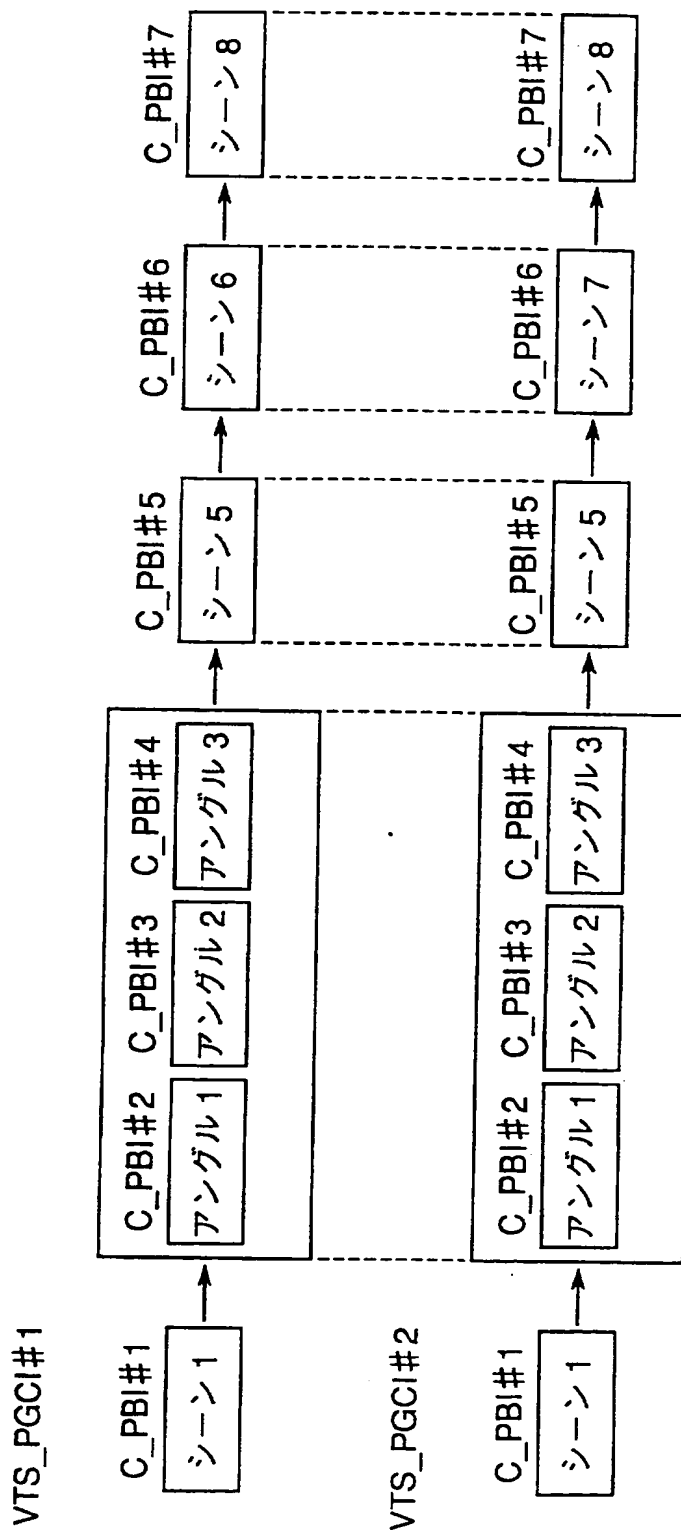 VTS_PGCI#1
C_PBI#1
シーン1
C_PBI#2
アングル1
C_PBI#3
アングル2
C_PBI#4
アングル3
C_PBI#5
シーン5
C_PBI#6
シーン6
C_PBI#7
シーン8
VTS_PGCI#2
C_PBI#1
シーン1
C_PBI#2
アングル1
C_PBI#3
アングル2
C_PBI#4
アングル3
C_PBI#5
シーン5
C_PBI#6
シーン7
C_PBI#7
シーン8